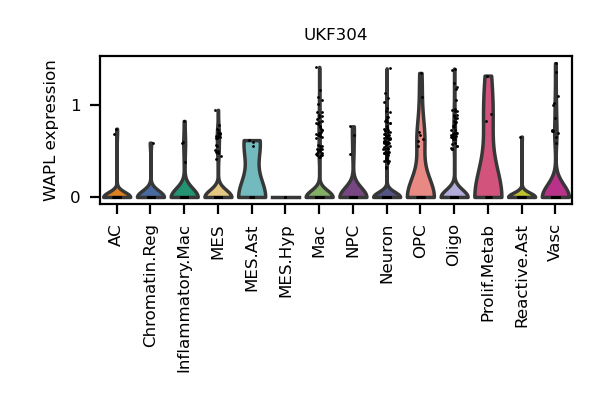 UKF304
WAPL expression
1
0
AC
Chromatin.Reg
Inflammatory.Mac
MES
MES.Ast
MES.Hyp
Mac
NPC
Neuron
OPC
Oligo
Prolif.Metab
Reactive.Ast
Vasc